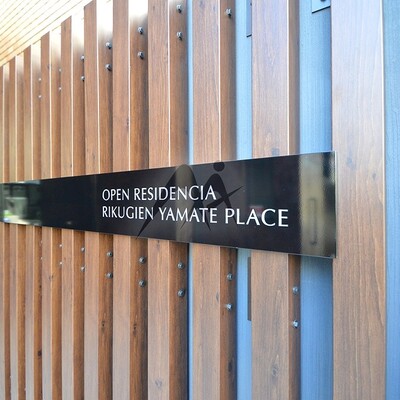 OPEN RESIDENCIA
RIKUGIEN YAMATE PLACE